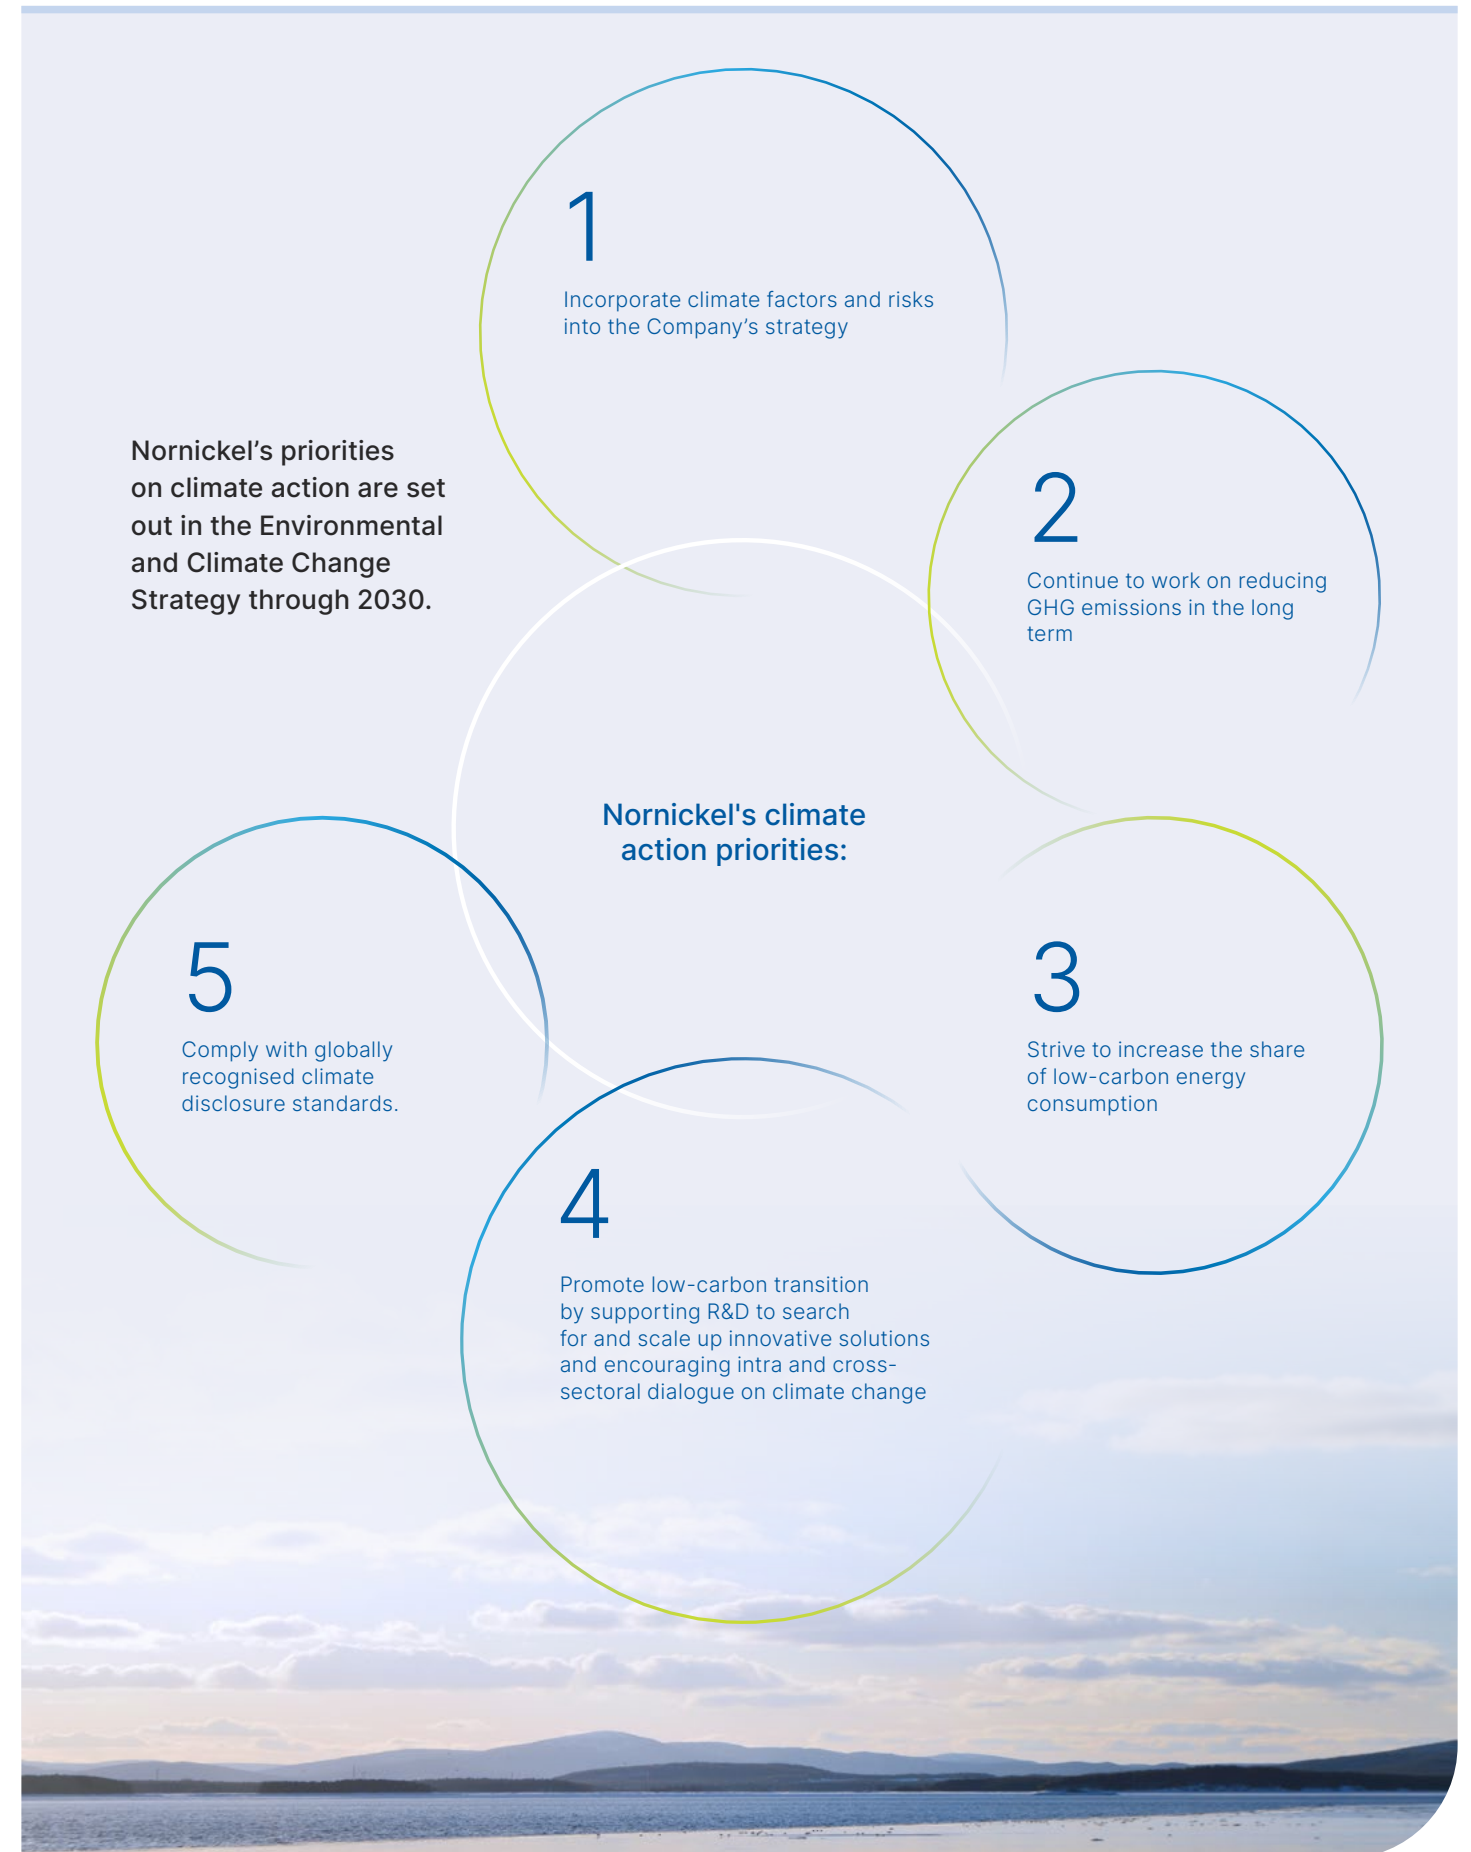 1
Incorporate climate factors and risks
into the Company’s strategy
Nornickel’s priorities
on climate action are set
out in the Environmental
and Climate Change
Strategy through 2030.
2
Continue to work on reducing
GHG emissions in the long
term
Nornickel's climate
action priorities:
3
Strive to increase the share
of low-carbon energy
consumption
4
Promote low-carbon transition
by supporting R&D to search
for and scale up innovative solutions
and encouraging intra and cross-
sectoral dialogue on climate change
5
Comply with globally
recognised climate
disclosure standards.